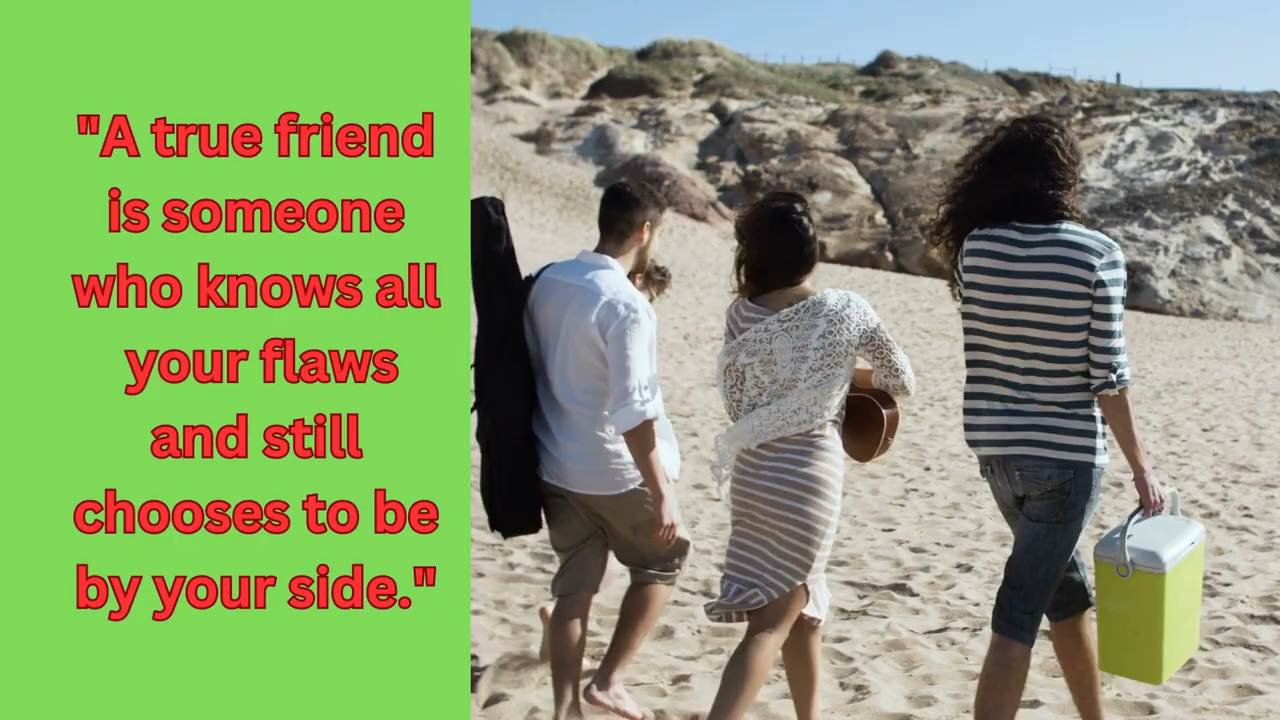 "A true friend
is someone
who knows all
your flaws
and still
chooses to be
by your side."